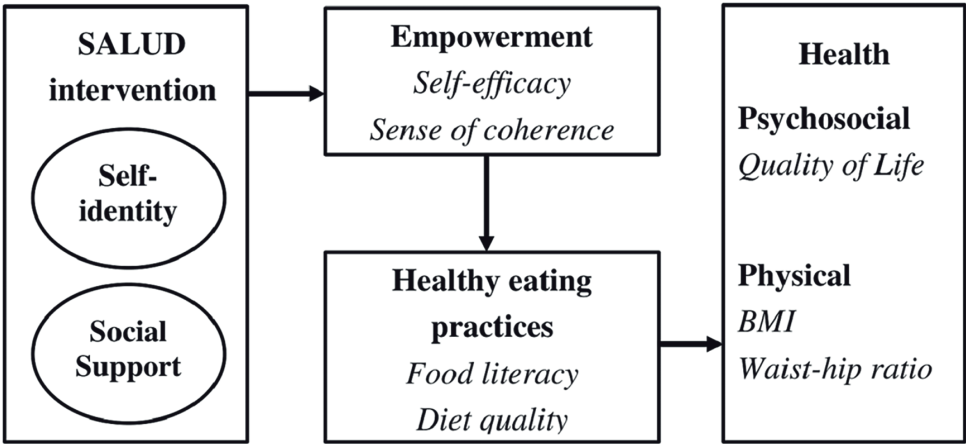 SALUD
intervention
Self-
identity
Social
Support
Empowerment
Self-efficacy
Sense of coherence
Healthy eating
practices
Food literacy
Diet quality
Health
Psychosocial
Quality of Life
Physical
BMI
Waist-hip ratio